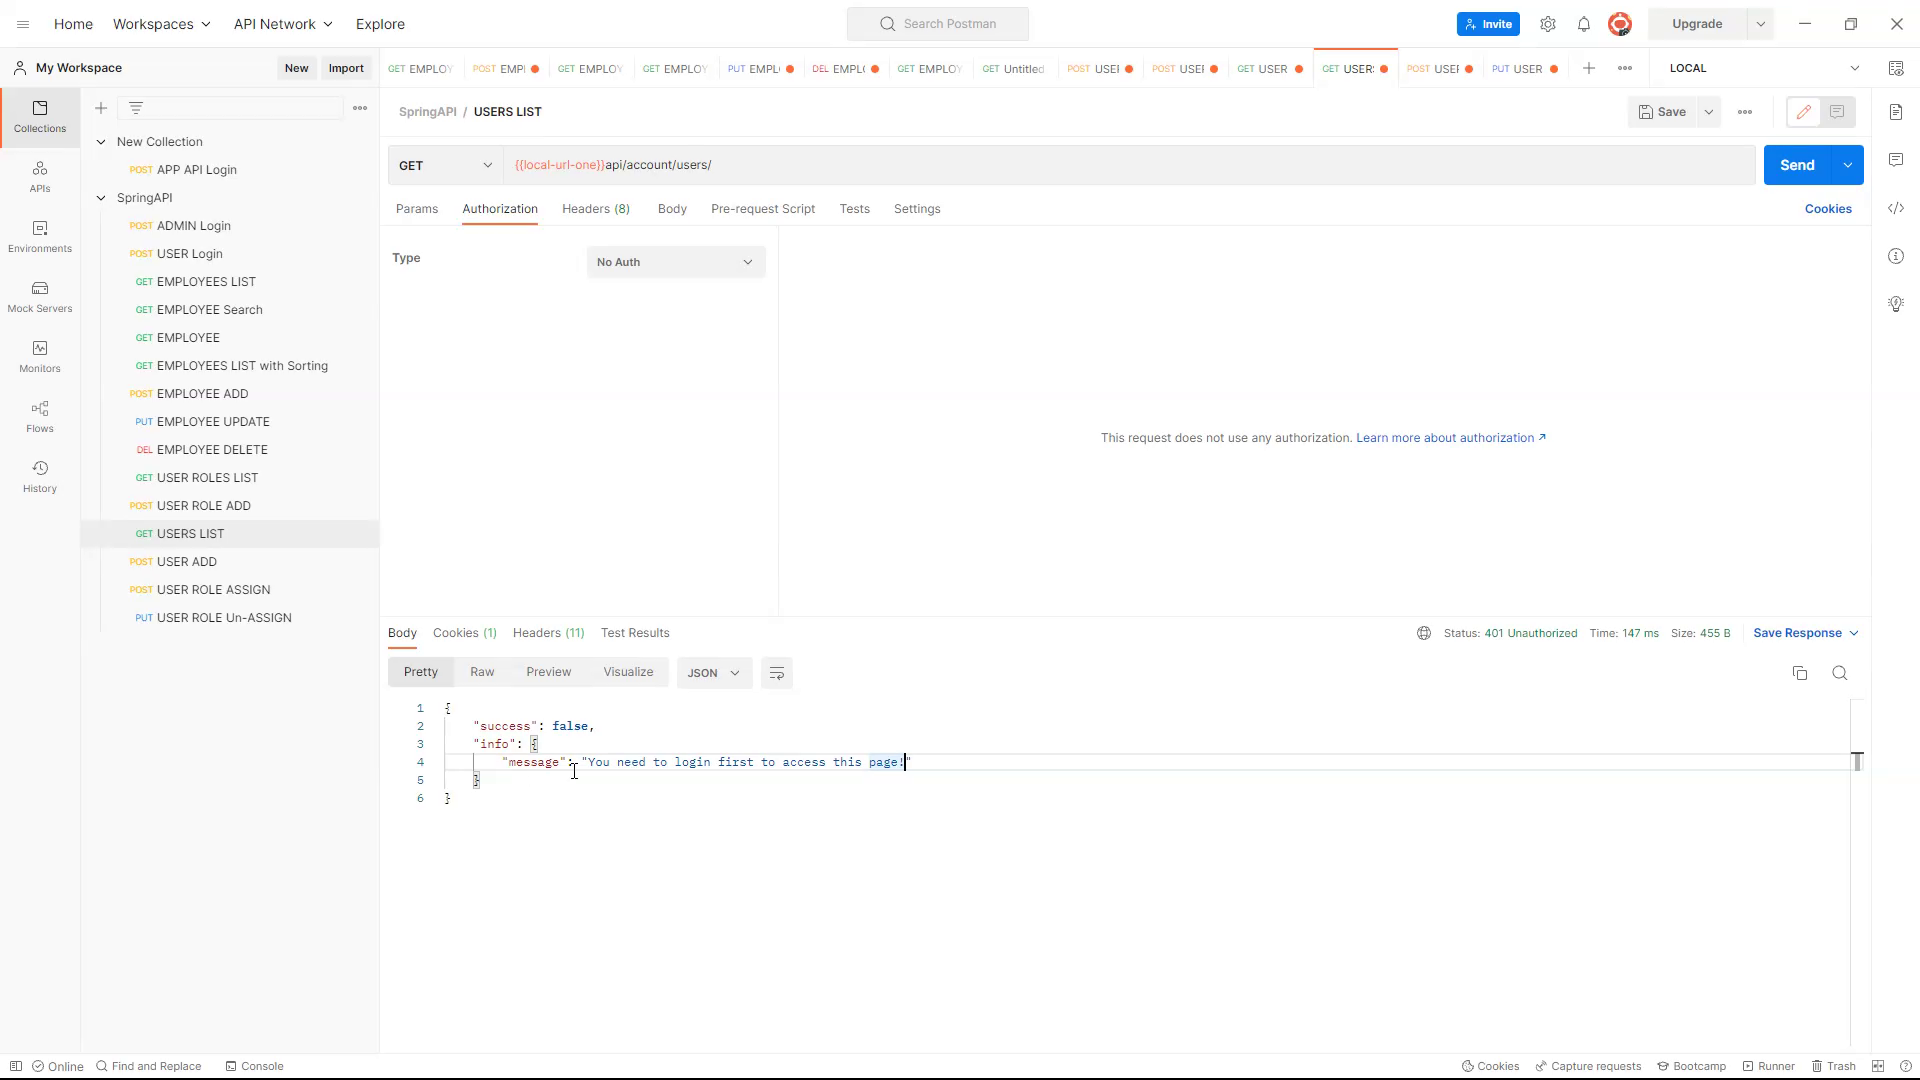 Home Workspaces API Network Explore Search Postman Invite Upgrade
My Workspace New Import GET EMPLOY POST EMPL GET EMPLOY GET EMPLOY PUT EMPL DEL EMPL GET EMPLOY GET Untitled POST USEF POST USEF GET USER GET USER: POST USEF PUT USER LOCAL
SpringAPI / USERS LIST Save
GET {{local-url-one}}api/account/users/ Send
Params Authorization Headers (8) Body Pre-request Script Tests Settings Cookies
Type No Auth
This request does not use any authorization. Learn more about authorization
Collections
APIs
Environments
Mock Servers
Monitors
Flows
History
New Collection
POST APP API Login
SpringAPI
POST ADMIN Login
POST USER Login
GET EMPLOYEES LIST
GET EMPLOYEE Search
GET EMPLOYEE
GET EMPLOYEES LIST with Sorting
POST EMPLOYEE ADD
PUT EMPLOYEE UPDATE
DEL EMPLOYEE DELETE
GET USER ROLES LIST
POST USER ROLE ADD
GET USERS LIST
POST USER ADD
POST USER ROLE ASSIGN
PUT USER ROLE Un-ASSIGN
Body Cookies (1) Headers (11) Test Results Status: 401 Unauthorized Time: 147 ms Size: 455 B Save Response
Pretty Raw Preview Visualize JSON
1 {
2 "success": false,
3 "info": {
4 "message": "You need to login first to access this page!"
5 }
6 }
Online Find and Replace Console Cookies Capture requests Bootcamp Runner Trash